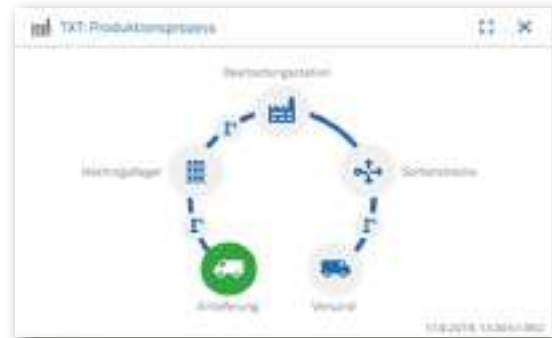 TXT: Produktionsprozess
Bearbeitungsstation
Hochregallager
Sortierstrecke
Anlieferung
Versand